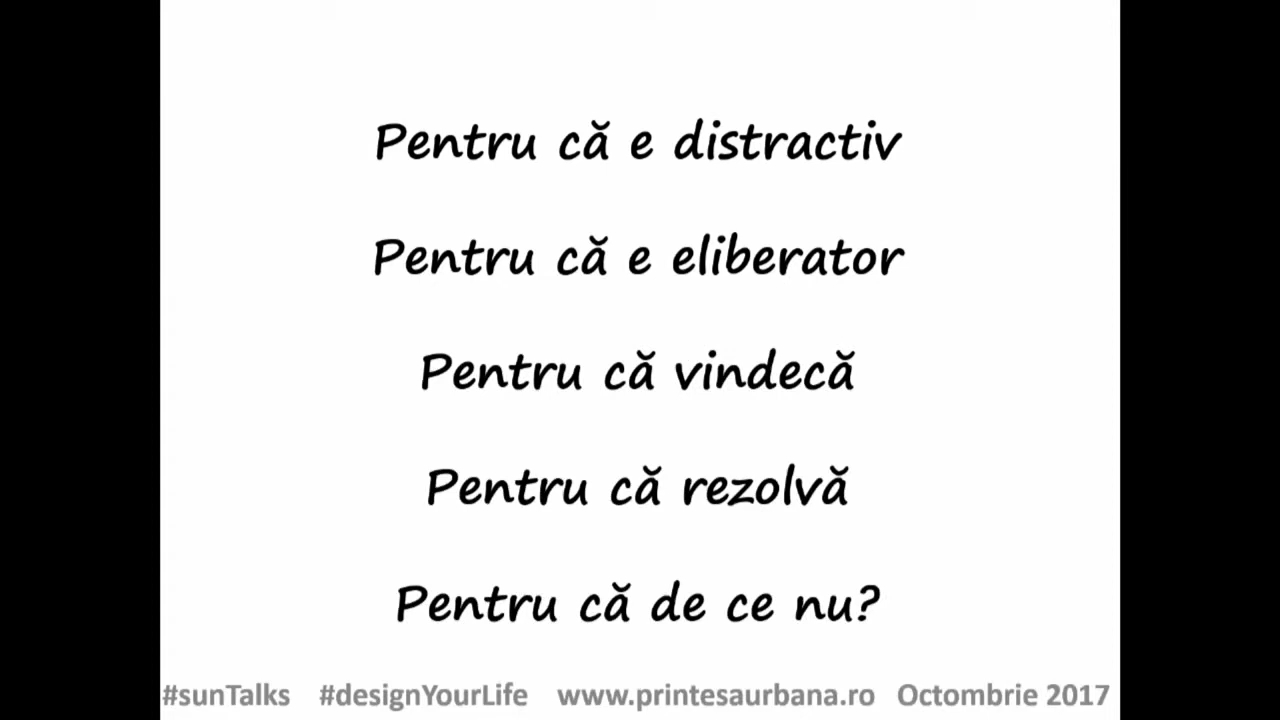 Pentru că e distractiv
Pentru că e eliberator
Pentru că vindecă
Pentru că rezolvă
Pentru că de ce nu?
#sunTalks #designYourLife www.printesaurbana.ro Octombrie 2017